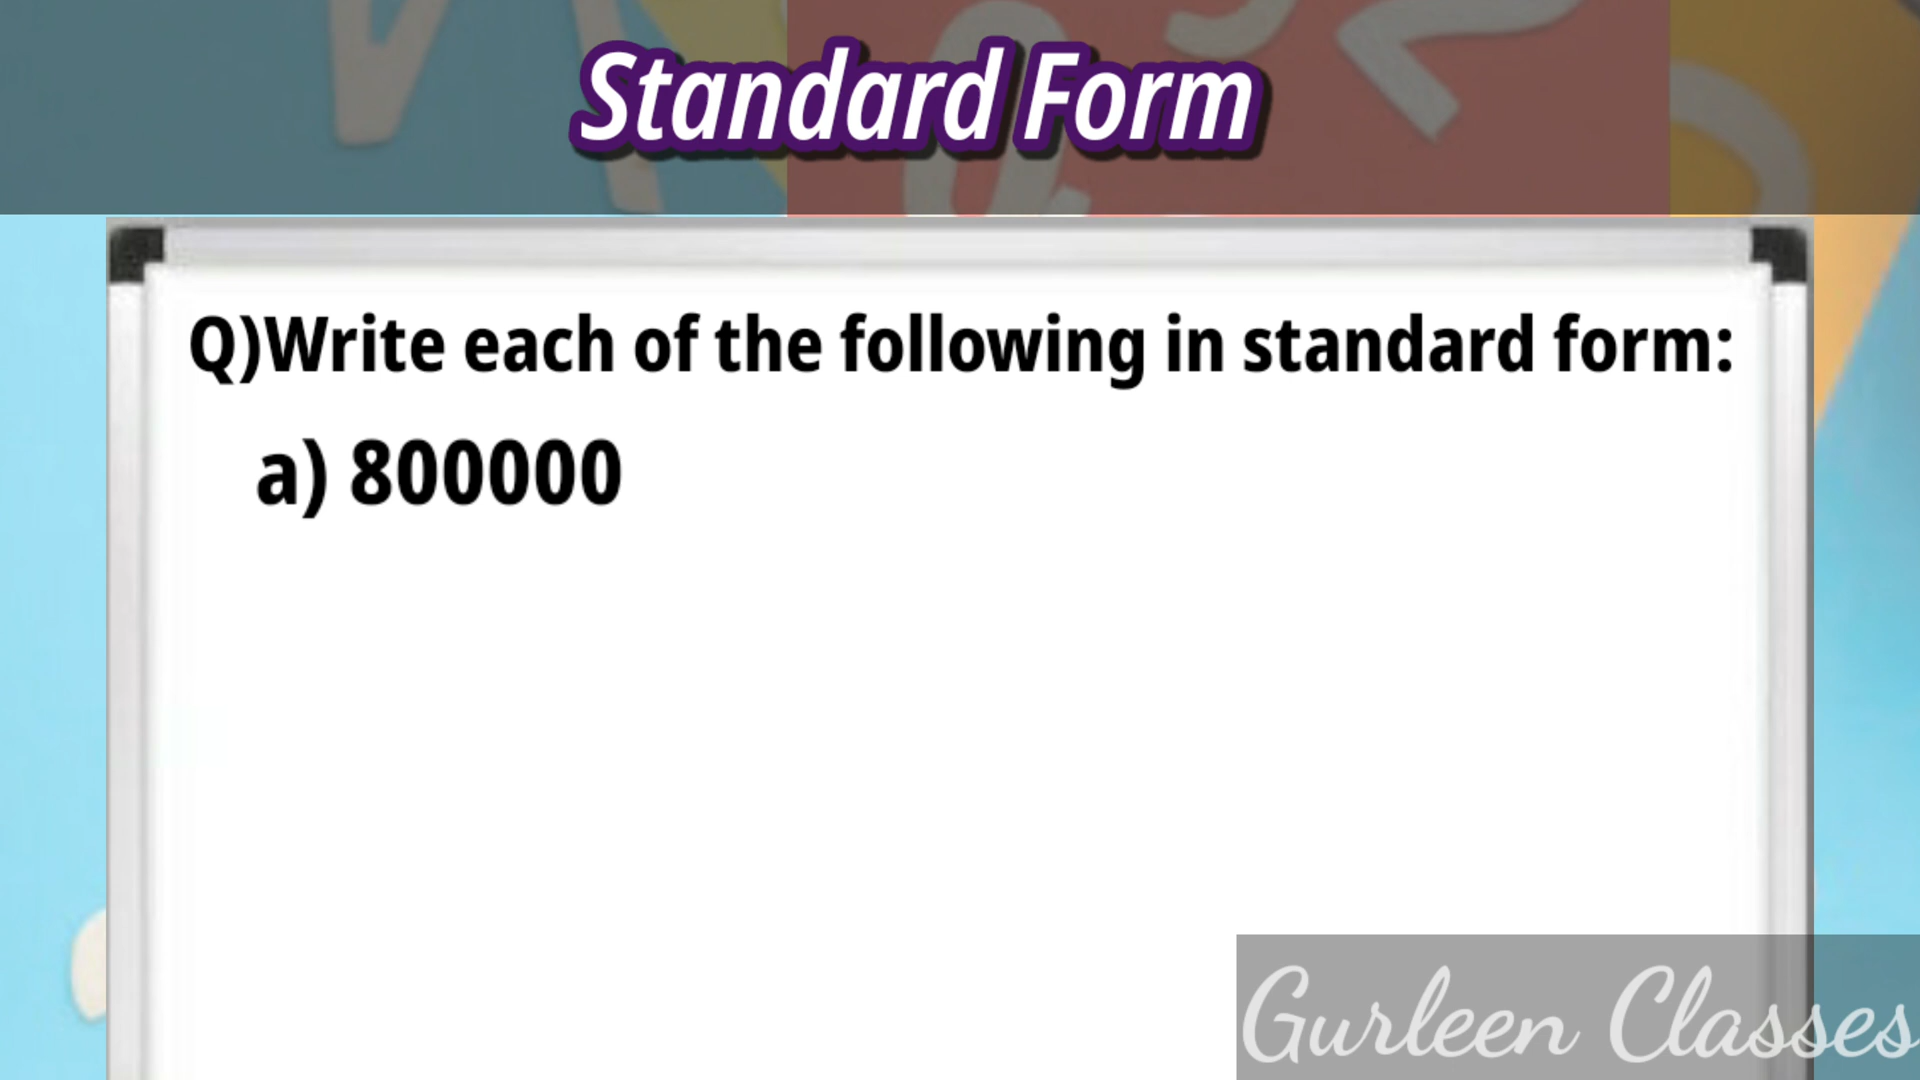 Standard Form
Q)Write each of the following in standard form:
a) 800000
Gurleen Classes